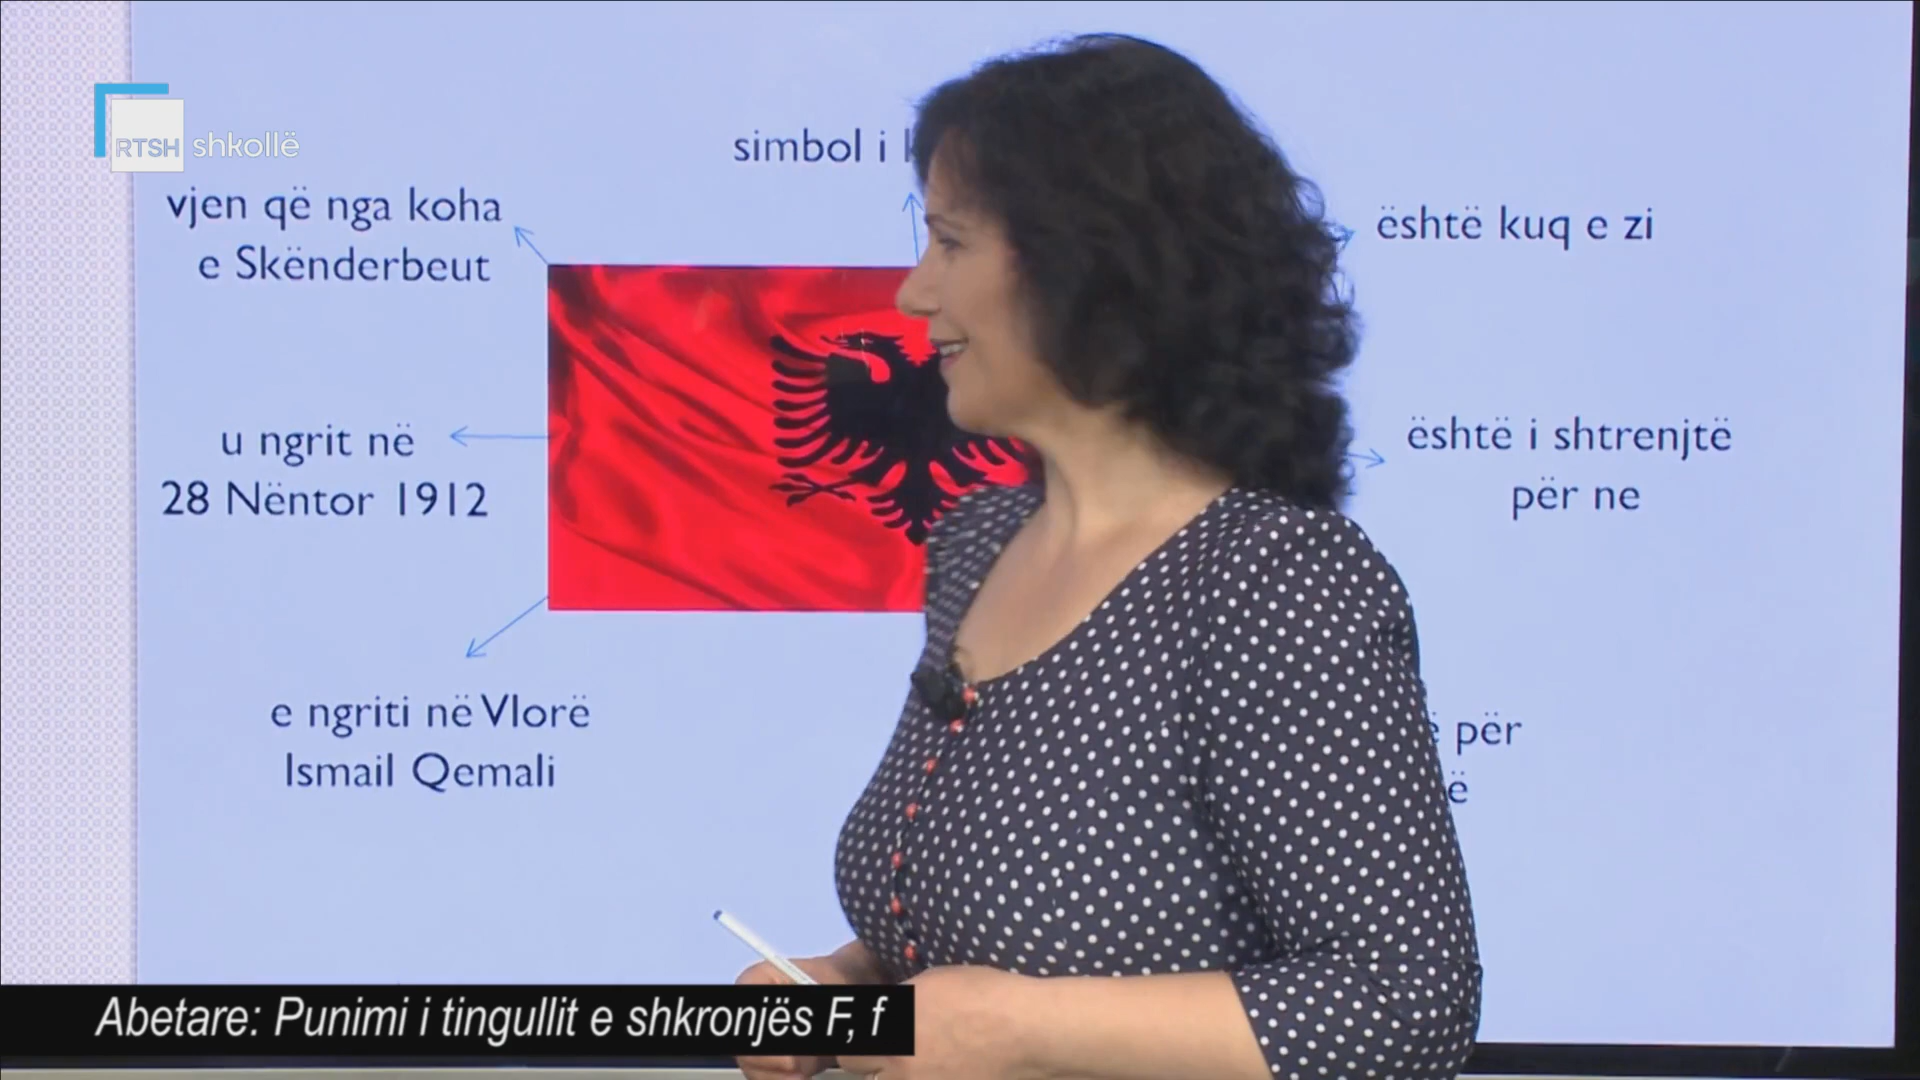 RTSH shkollë
simbol i
vjen që nga koha
e Skënderbeut
është kuq e zi
u ngrit në
28 Nëntor 1912
është i shtrenjtë
për ne
e ngriti në Vlorë
Ismail Qemali
për
Abetare: Punimi i tingullit e shkronjës F, f